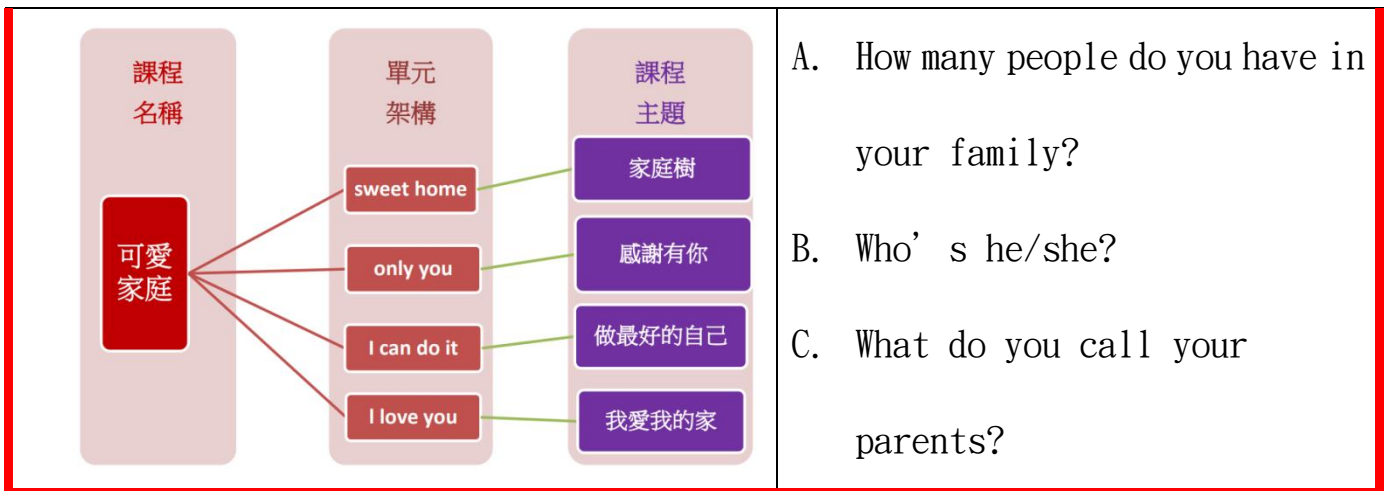 課程
名稱
單元
架構
課程
主題
可愛
家庭
sweet home
家庭樹
only you
感謝有你
I can do it
做最好的自己
I love you
我愛我的家
A. How many people do you have in
your family?
B. Who’s he/she?
C. What do you call your
parents?